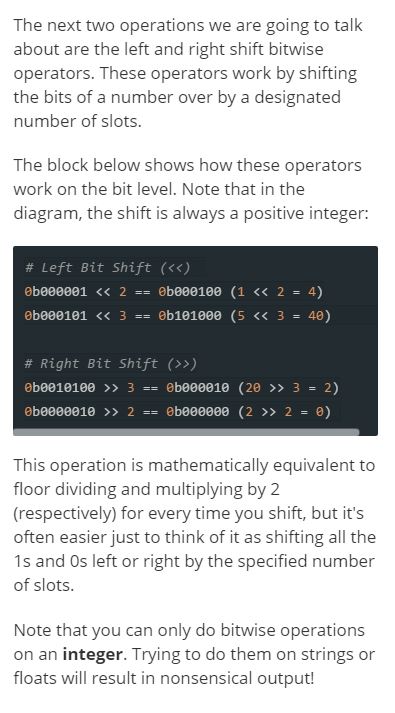 The next two operations we are going to talk
about are the left and right shift bitwise
operators. These operators work by shifting
the bits of a number over by a designated
number of slots.
The block below shows how these operators
work on the bit level. Note that in the
diagram, the shift is always a positive integer:
# Left Bit Shift (<<)
0b000001 << 2 == 0b000100 (1 << 2 = 4)
0b000101 << 3 == 0b101000 (5 << 3 = 40)
# Right Bit Shift (>>)
0b0010100 >> 3 == 0b000010 (20 >> 3 = 2)
0b0000010 >> 2 == 0b000000 (2 >> 2 = 0)
This operation is mathematically equivalent to
floor dividing and multiplying by 2
(respectively) for every time you shift, but it's
often easier just to think of it as shifting all the
1s and 0s left or right by the specified number
of slots.
Note that you can only do bitwise operations
on an integer. Trying to do them on strings or
floats will result in nonsensical output!